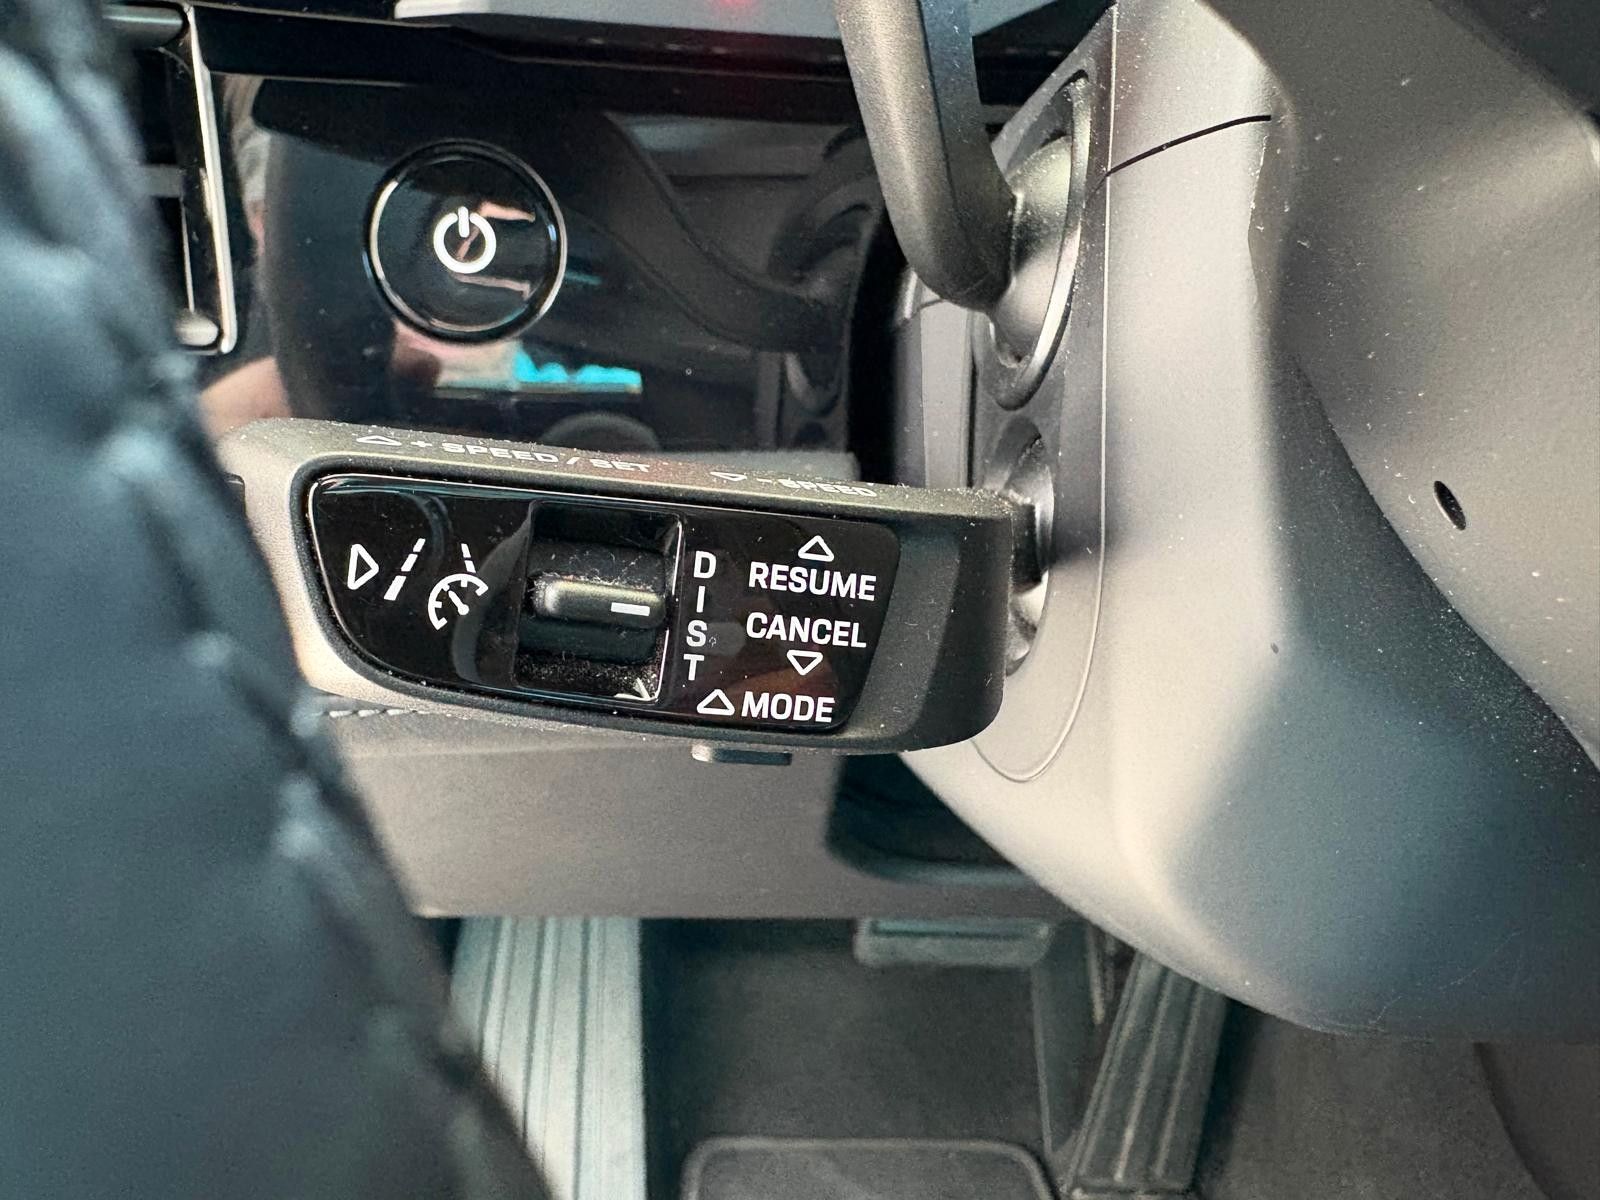 + SPEED / SET
- SPEED
DIST
RESUME
CANCEL
MODE